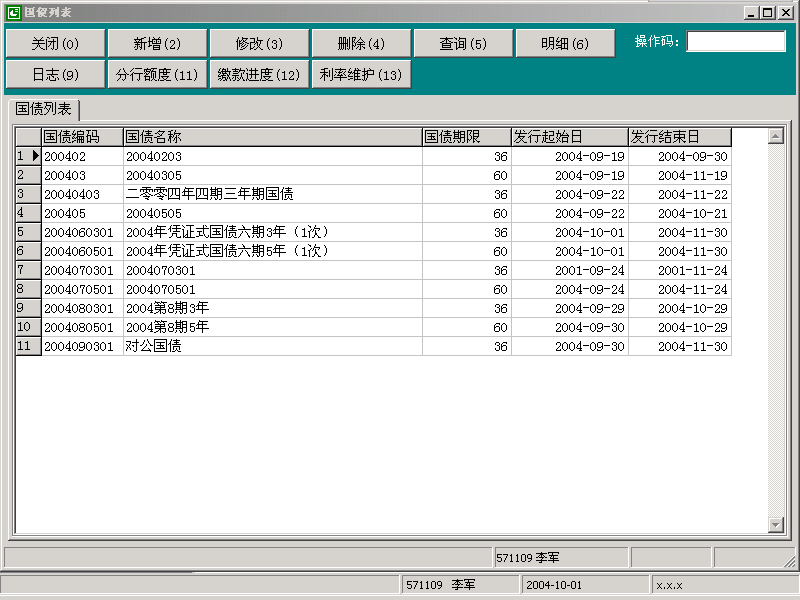 国债列表
关闭(0) 新增(2) 修改(3) 删除(4) 查询(5) 明细(6) 操作码:
日志(9) 分行额度(11) 缴款进度(12) 利率维护(13)
国债列表
国债编码 国债名称 国债期限 发行起始日 发行结束日
1 200402 20040203 36 2004-09-19 2004-09-30
2 200403 20040305 60 2004-09-19 2004-11-19
3 20040403 二零零四年四期三年期国债 36 2004-09-22 2004-11-22
4 200405 20040505 60 2004-09-22 2004-10-21
5 2004060301 2004年凭证式国债六期3年（1次） 36 2004-10-01 2004-11-30
6 2004060501 2004年凭证式国债六期5年（1次） 60 2004-10-01 2004-11-30
7 2004070301 2004070301 36 2001-09-24 2001-11-24
8 2004070501 2004070501 60 2004-09-24 2004-11-24
9 2004080301 2004第8期3年 36 2004-09-29 2004-10-29
10 2004080501 2004第8期5年 60 2004-09-30 2004-10-29
11 2004090301 对公国债 36 2004-09-30 2004-11-30
571109 李军
571109 李军 2004-10-01 x.x.x